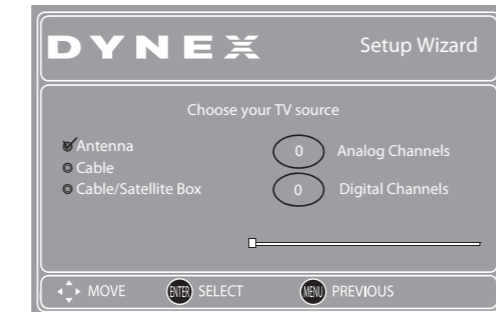 DYNEX Setup Wizard
Choose your TV source
Antenna 0 Analog Channels
Cable
Cable/Satellite Box 0 Digital Channels
MOVE ENTER SELECT MENU PREVIOUS